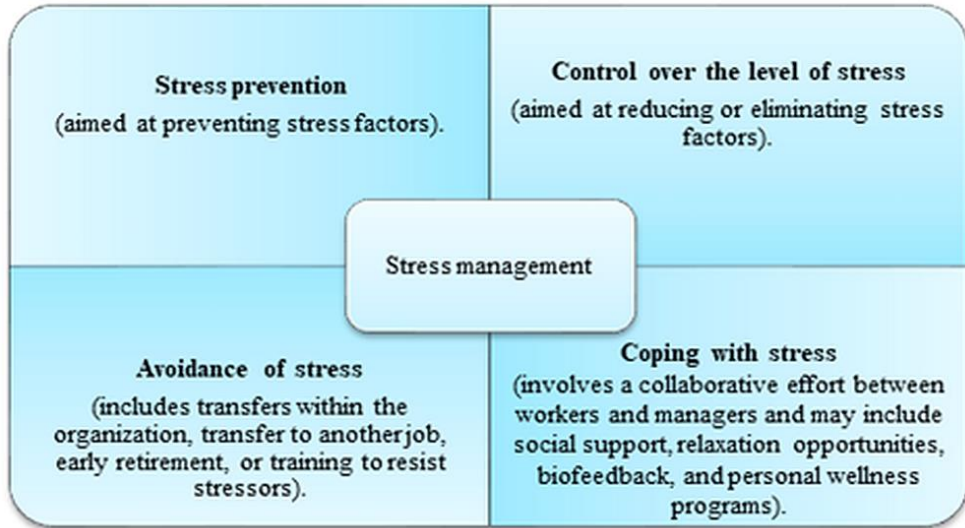 Stress prevention
(aimed at preventing stress factors).
Control over the level of stress
(aimed at reducing or eliminating stress
factors).
Stress management
Avoidance of stress
(includes transfers within the
organization, transfer to another job,
early retirement, or training to resist
stressors).
Coping with stress
(involves a collaborative effort between
workers and managers and may include
social support, relaxation opportunities,
biofeedback, and personal wellness
programs).